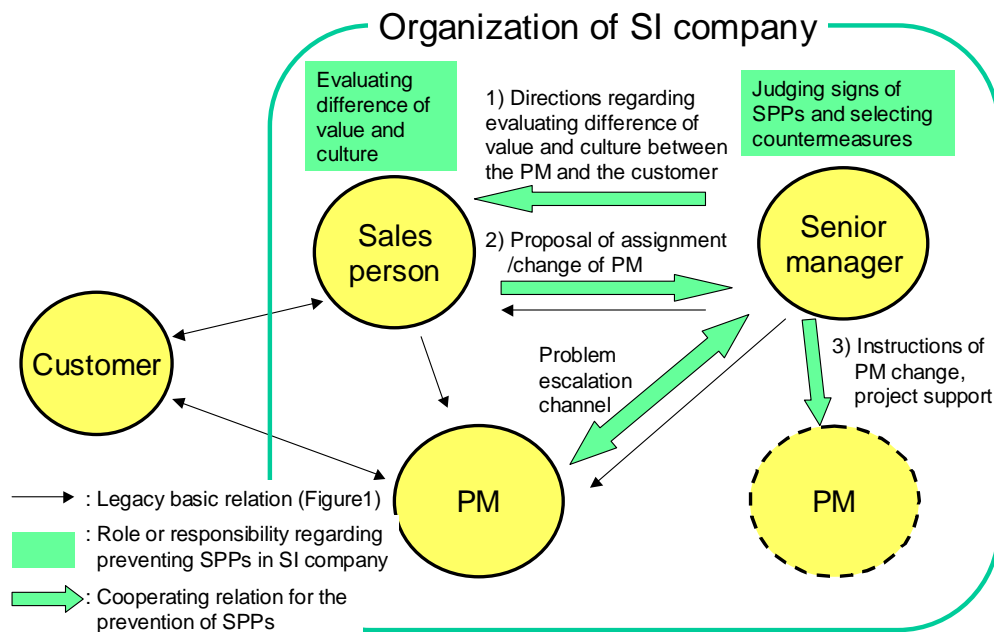 Organization of SI company
Evaluating
difference of
value and
culture
1) Directions regarding
evaluating difference of
value and culture between
the PM and the customer
Judging signs of
SPPs and selecting
countermeasures
Sales
person
2) Proposal of assignment
/change of PM
Senior
manager
Customer
Problem
escalation
channel
3) Instructions of
PM change,
project support
PM
PM
: Legacy basic relation (Figure1)
: Role or responsibility regarding
preventing SPPs in SI company
: Cooperating relation for the
prevention of SPPs